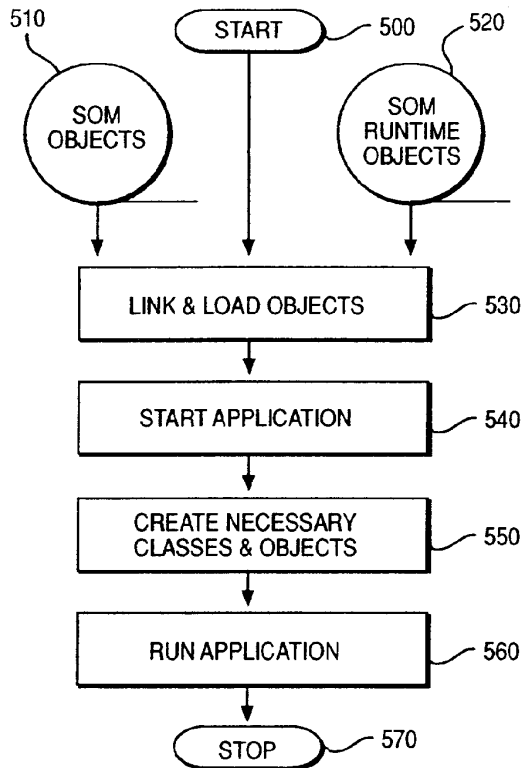 510
START
500
520
SOM
OBJECTS
SOM
RUNTIME
OBJECTS
LINK & LOAD OBJECTS
530
START APPLICATION
540
CREATE NECESSARY
CLASSES & OBJECTS
550
RUN APPLICATION
560
STOP
570